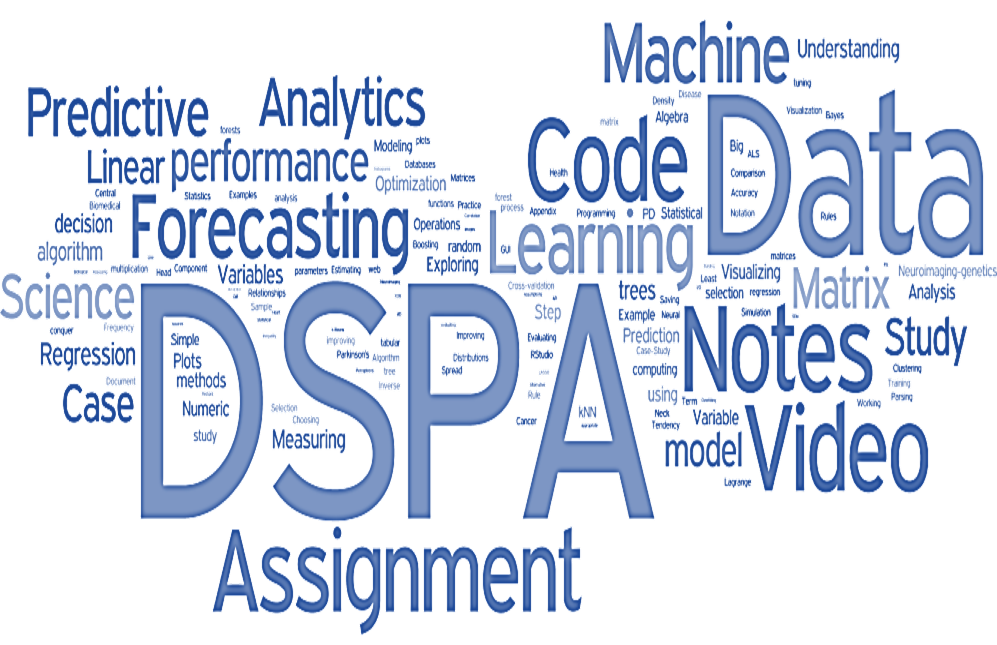 Machine
Understanding
tuning
Predictive
Analytics
forests
Density
Disease
Algebra
matrix
Visualization
Bayes
Data
Linear
performance
Modeling
plots
Databases
Optimization
Matrices
Code
Health
Big
ALS
Comparison
Accuracy
Notation
Rules
Central
Biomedical
Statistics
Examples
analysis
functions
Practice
forest
process
Appendix
Programming
PD
Statistical
decision
algorithm
Forecasting
Operations
Boosting
random
Exploring
GUI
Learning
multiplication
Head
Component
Variables
parameters
Estimating
web
matrices
Visualizing
Least
selection
regression
Matrix
Neuroimaging-genetics
Analysis
Science
conquer
Frequency
Relationships
Sample
Cross-validation
Step
trees
Saving
Example
Neural
Simulation
Notes
Study
Regression
Document
Case
Simple
Plots
methods
Numeric
study
DSPA
improving
Parkinson's
tabular
Algorithm
tree
Inverse
Selection
Choosing
Measuring
Improving
Distributions
Spread
Evaluating
RStudio
Rule
Cancer
kNN
Prediction
Case-Study
computing
using
Term
Neck
Tendency
Variable
model
Lagrange
Video
Clustering
Training
Parsing
Working
Assignment